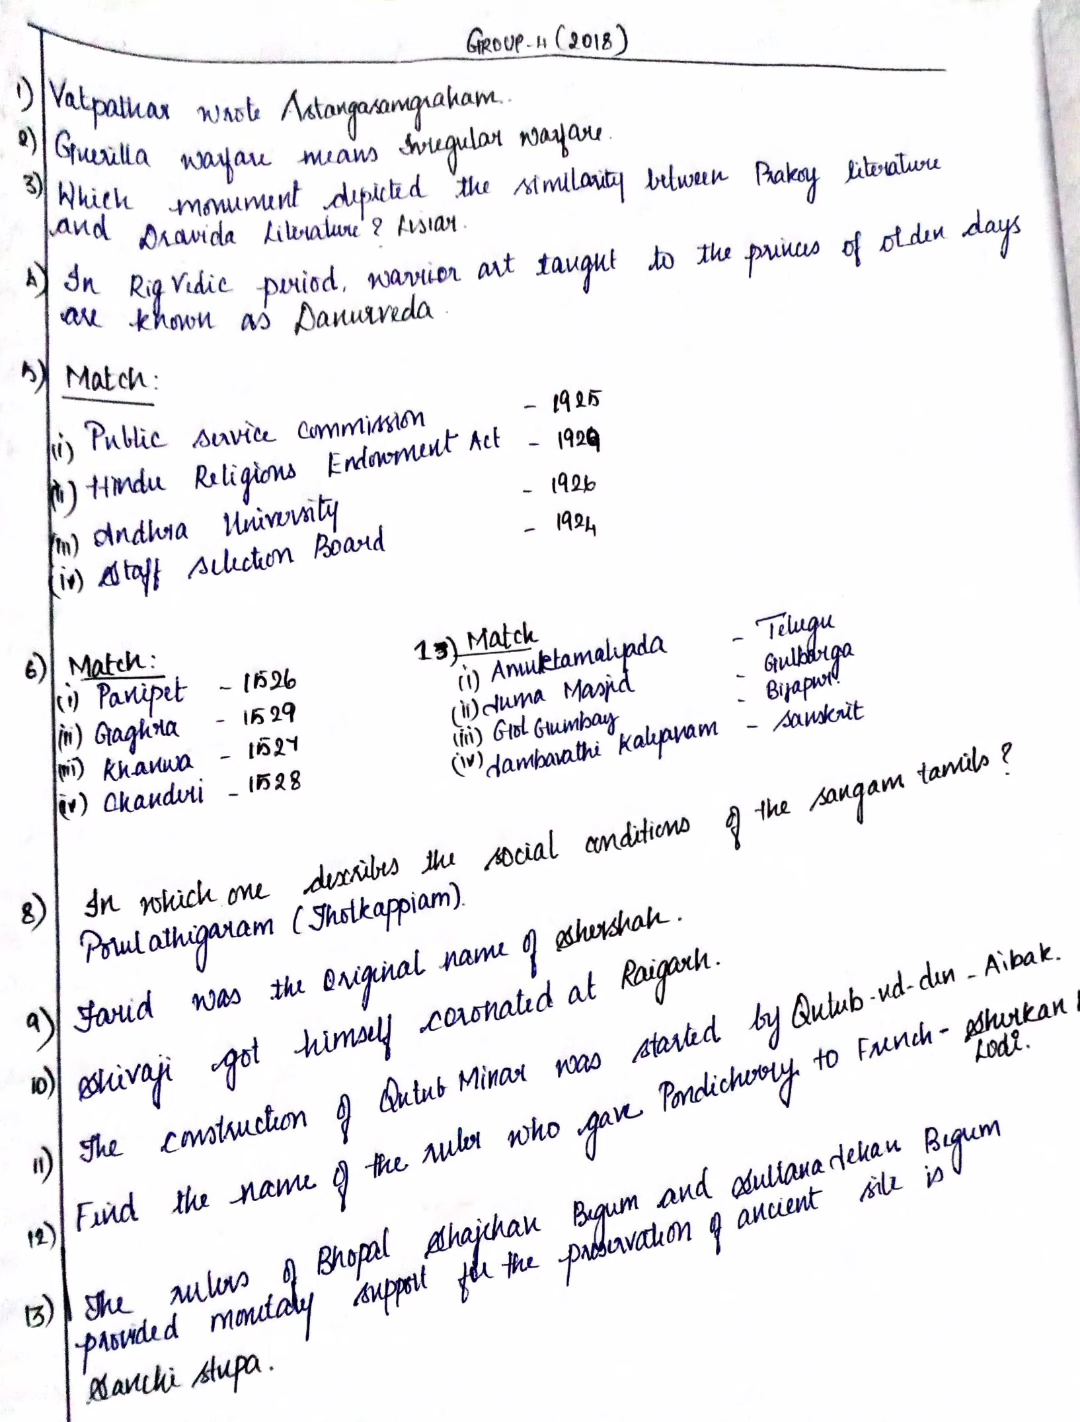 GROUP-4 (2018)
1) Vatpathar wrote Astangasamgraham.
2) Guerilla warfare means Irregular warfare.
3) Which monument depicted the similarity between Prakoy literature
and Dravida Literature? Lisiar.
4) In Rig Vedic period, warrior art taught to the princes of olden days
are known as Danurveda.
5) Match:
(i) Public service Commission - 1925
(ii) Hindu Religions Endowment Act - 1929
(iii) Andhra University - 1926
(iv) Staff selection Board - 1924
6) Match:
(i) Panipet - 1526
(ii) Gaghra - 1529
(iii) Khanwa - 1527
(iv) Chanderi - 1528
13) Match
(i) Amuktamalyada - Telugu
(ii) Juma Masjid - Gulbarga
(iii) Gol Gumbay - Bijapur
(iv) Jambavathi Kalyanam - Sanskrit
8) In which one describes the social conditions of the sangam tamils?
Porulathigaram (Tholkappiam).
9) Farid was the Original name of Shershah.
10) Shivaji got himself coronated at Raigarh.
11) The construction of Qutub Minar was started by Qutub-ud-din-Aibak.
12) Find the name of the ruler who gave Pondicherry to French - Sherkan
Lodi.
13) The rulers of Bhopal Shajehan Begum and Sultana Jehan Begum
provided monetary support for the preservation of ancient site is
Sanchi stupa.